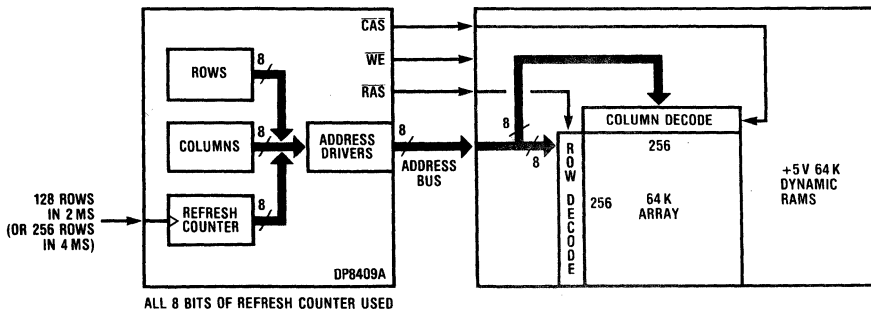 CAS
WE
RAS
ROWS
8
COLUMNS
8
REFRESH
COUNTER
8
128 ROWS
IN 2 MS
(OR 256 ROWS
IN 4 MS)
ADDRESS
DRIVERS
8
ADDRESS
BUS
DP8409A
ALL 8 BITS OF REFRESH COUNTER USED
8
8
ROW DECODE
COLUMN DECODE
256
256
64 K
ARRAY
+5 V 64 K
DYNAMIC
RAMS